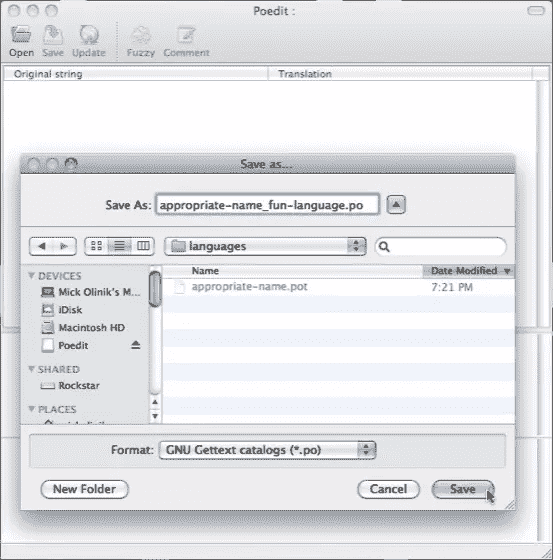 Poedit :
Open Save Update Fuzzy Comment
Original string Translation
Save as...
Save As: appropriate-name_fun-language.po
languages
Name Date Modified
appropriate-name.pot 7:21 PM
DEVICES
Mick Olinik's M...
iDisk
Macintosh HD
Poedit
SHARED
Rockstar
PLACES
Format: GNU Gettext catalogs (*.po)
New Folder Cancel Save